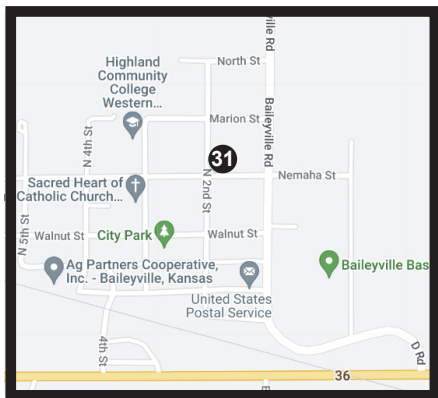 ille Rd
North St
Highland
Community
College
Western...
Baileyville Rd
Marion St
N 4th St
31
Nemaha St
N 2nd St
Sacred Heart of
Catholic Church...
N 5th St
Walnut St
City Park
Walnut St
Ag Partners Cooperative,
Inc. - Baileyville, Kansas
Baileyville Bas
United States
Postal Service
4th St
D Rd
36